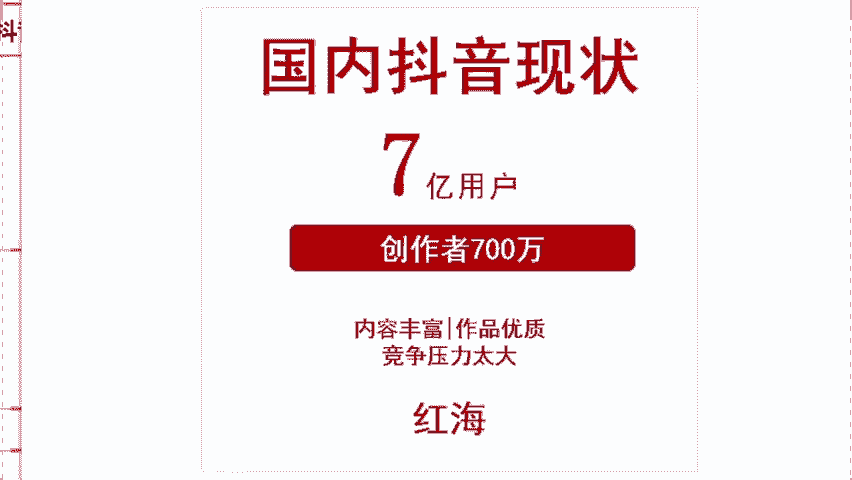 国内抖音现状
7亿用户
创作者700万
内容丰富|作品优质
竞争压力太大
红海